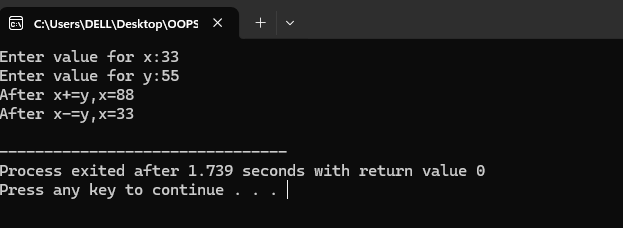 C:\Users\DELL\Desktop\OOPS
Enter value for x:33
Enter value for y:55
After x+=y,x=88
After x-=y,x=33
--------------------------------
Process exited after 1.739 seconds with return value 0
Press any key to continue . . .